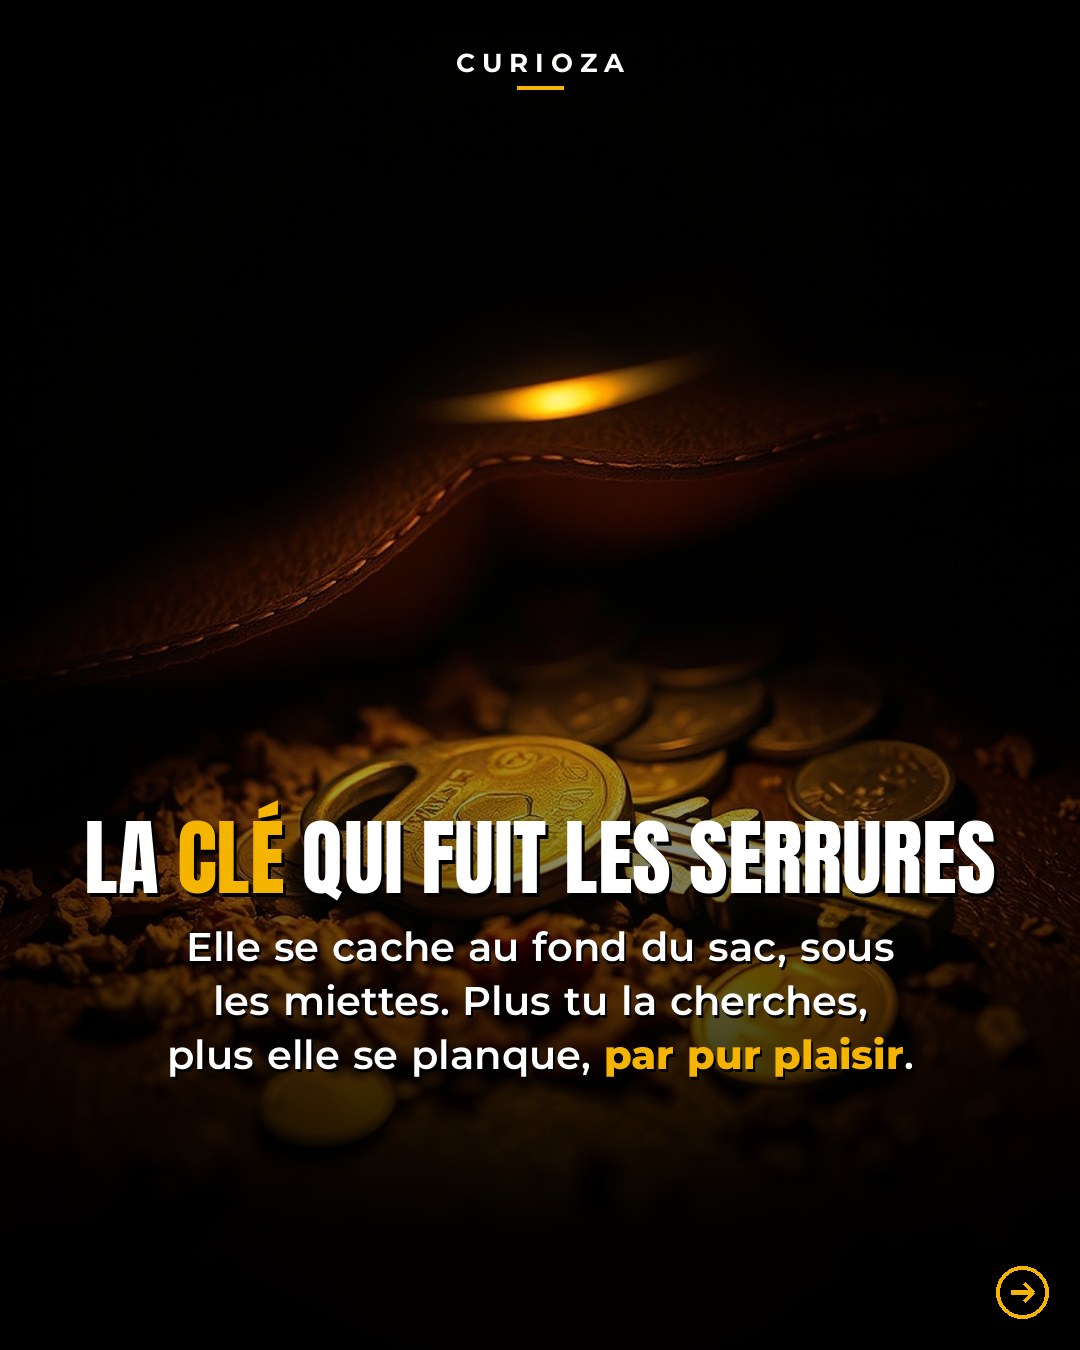 CURIOZA
LA CLÉ QUI FUIT LES SERRURES
Elle se cache au fond du sac, sous
les miettes. Plus tu la cherches,
plus elle se planque, par pur plaisir.